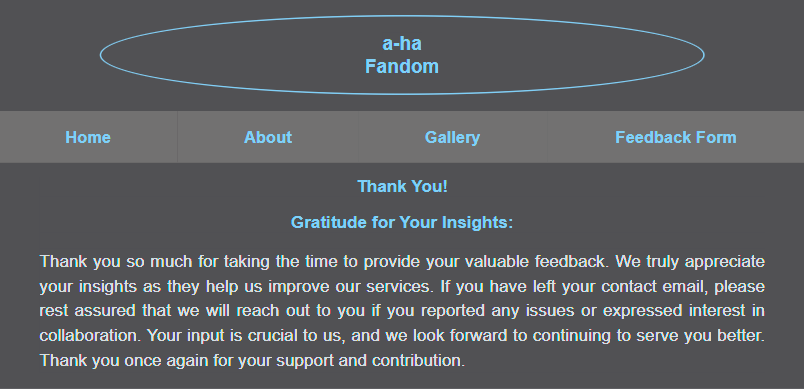 a-ha
Fandom
Home About Gallery Feedback Form
Thank You!
Gratitude for Your Insights:
Thank you so much for taking the time to provide your valuable feedback. We truly appreciate
your insights as they help us improve our services. If you have left your contact email, please
rest assured that we will reach out to you if you reported any issues or expressed interest in
collaboration. Your input is crucial to us, and we look forward to continuing to serve you better.
Thank you once again for your support and contribution.